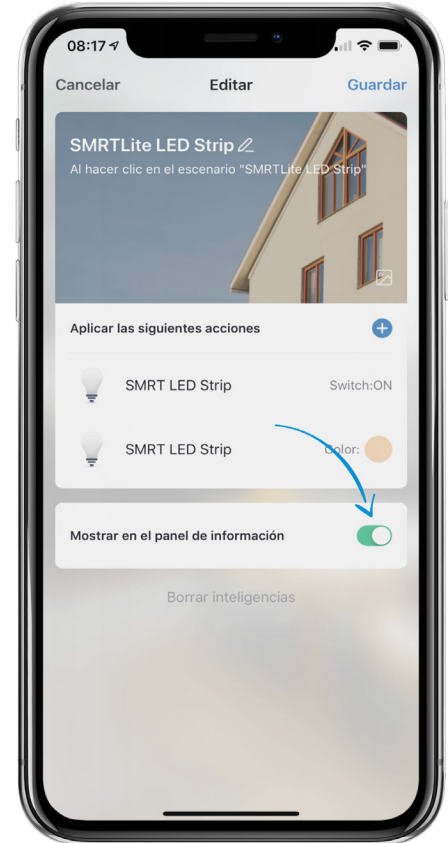 08:17
Cancelar Editar Guardar
SMRTLite LED Strip
Al hacer clic en el escenario "SMRTLite LED Strip"
Aplicar las siguientes acciones
SMRT LED Strip Switch:ON
SMRT LED Strip Color:
Mostrar en el panel de información
Borrar inteligencias